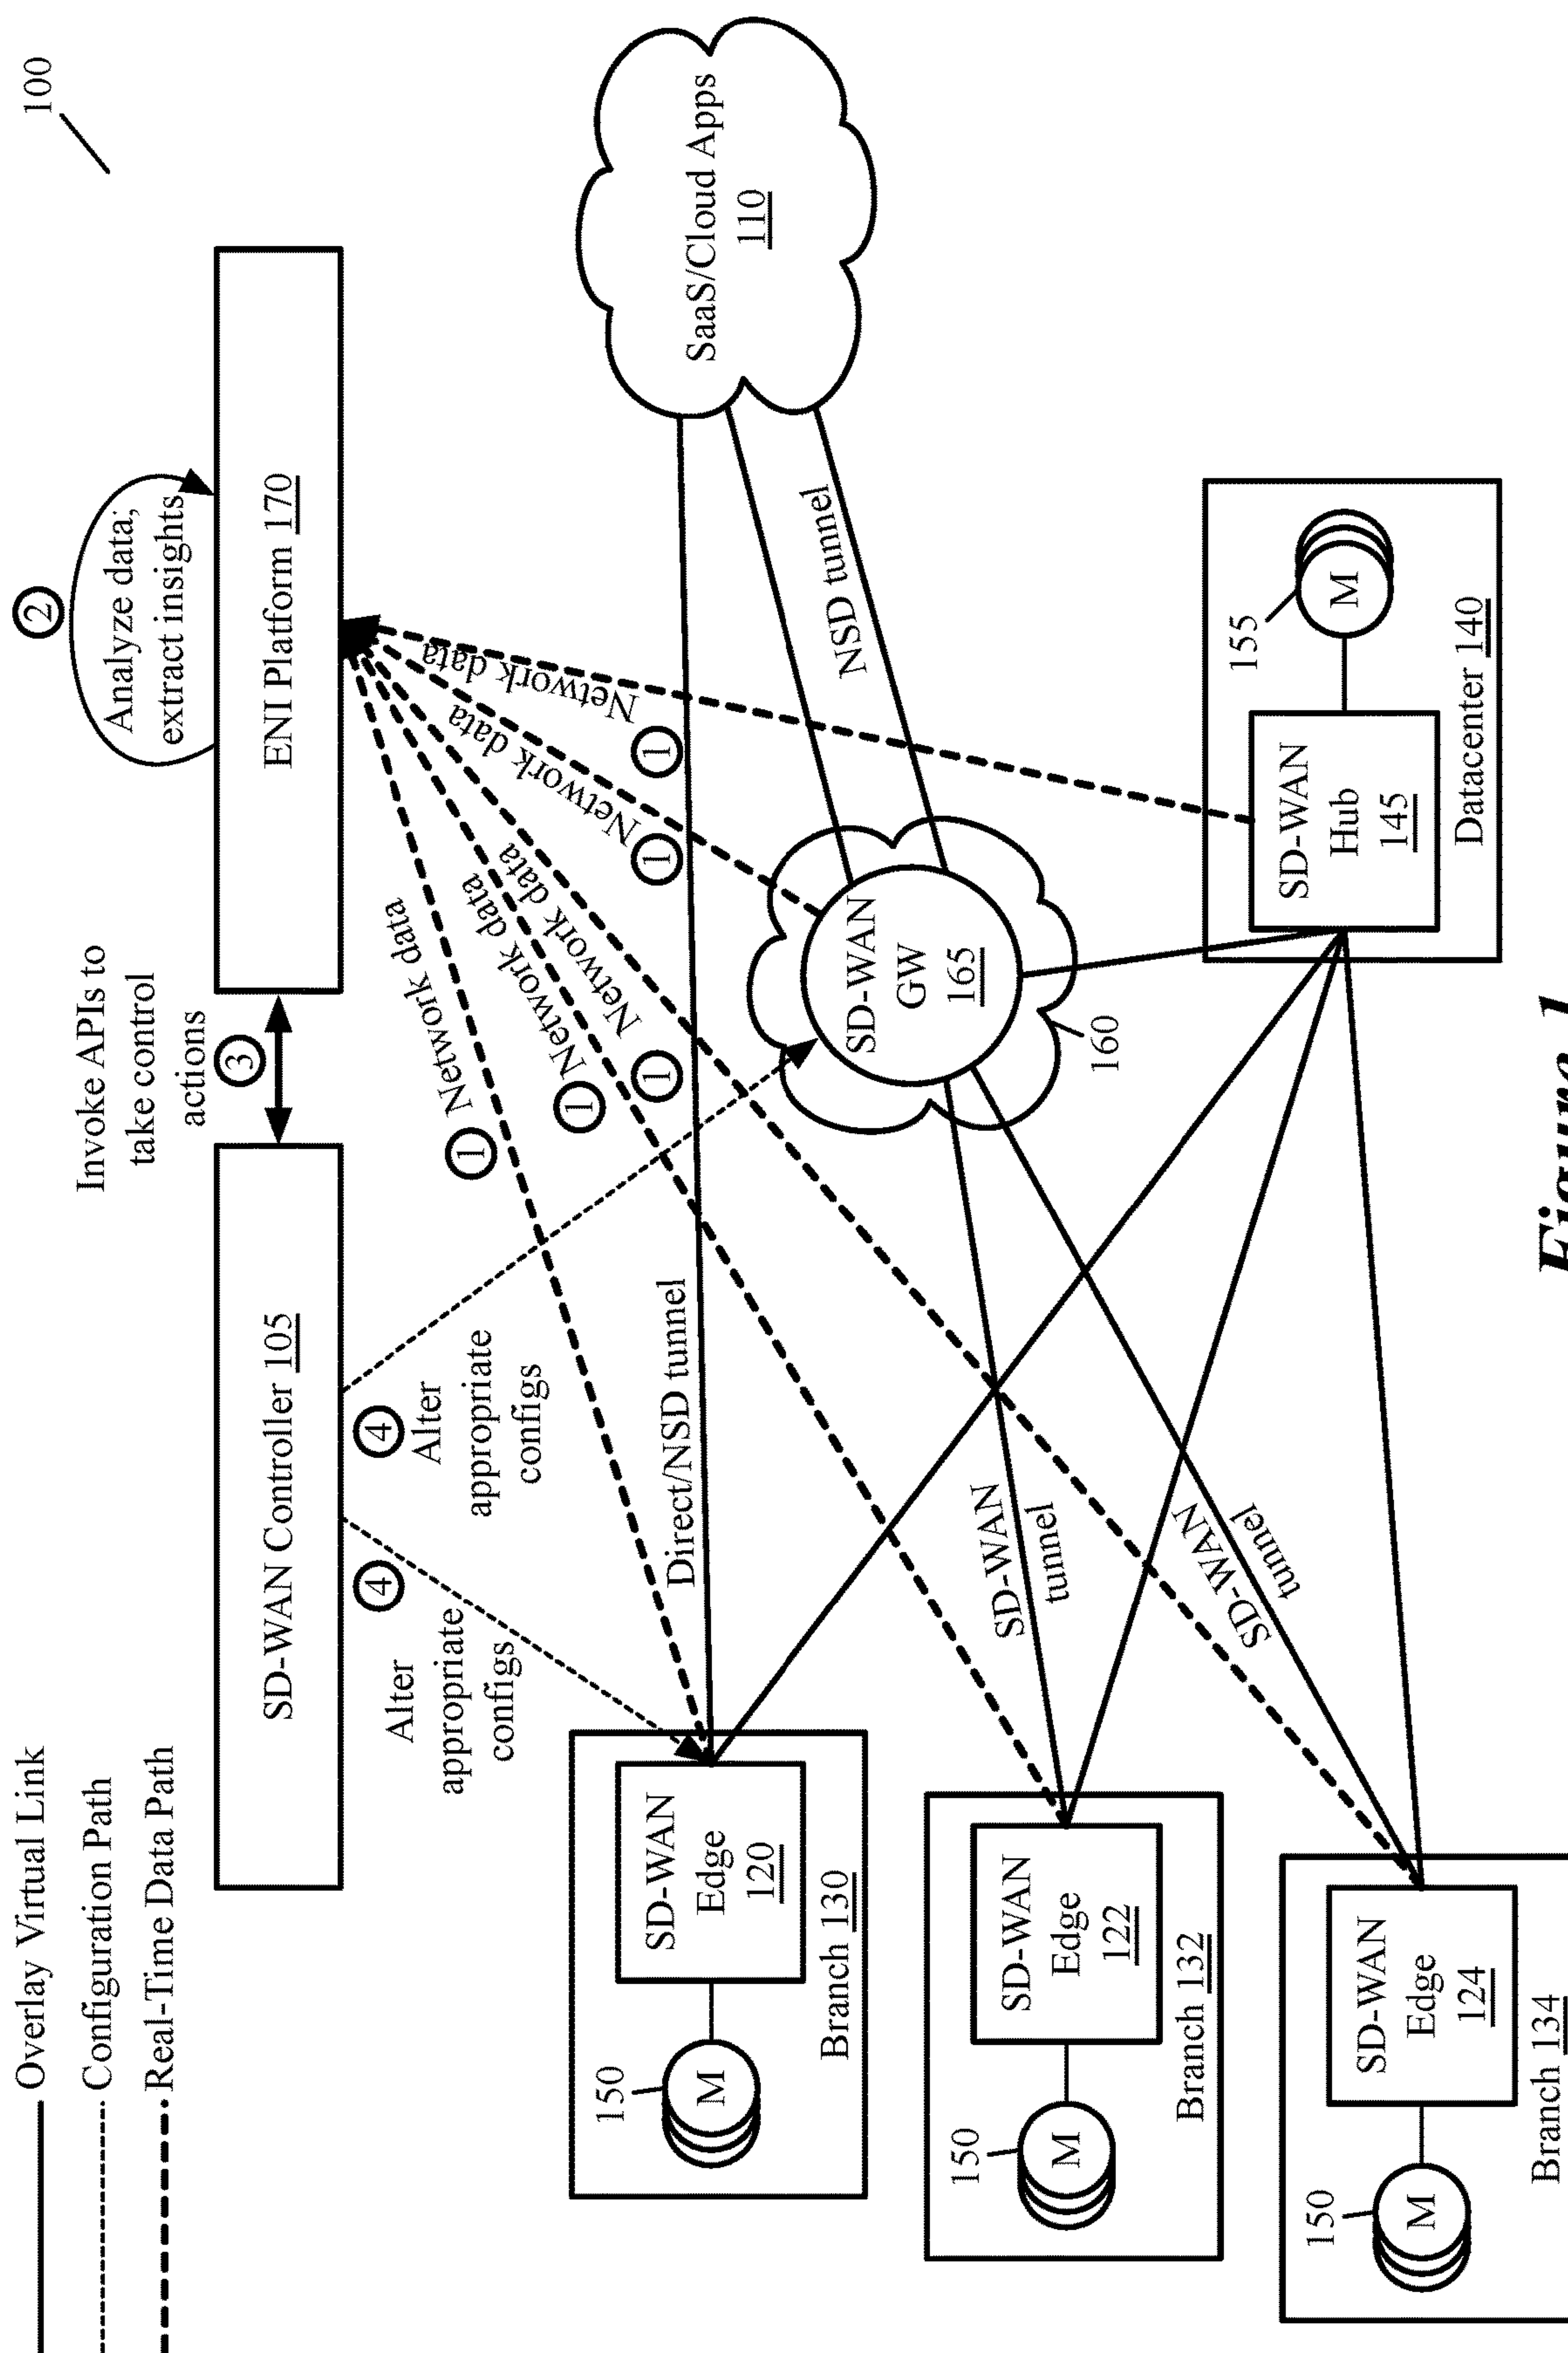 100
Overlay Virtual Link
Configuration Path
Real-Time Data Path
Invoke APIs to
take control
actions
3
2
Analyze data;
extract insights
SD-WAN Controller 105
ENI Platform 170
4
Alter
appropriate
configs
4
Alter
appropriate
configs
1
Network data
1
Network data
1
Network data
1
Network data
1
Network data
Direct/NSD tunnel
SaaS/Cloud Apps
110
NSD tunnel
150
M
SD-WAN
Edge
120
Branch 130
SD-WAN
GW
165
160
SD-WAN
tunnel
SD-WAN
tunnel
150
M
SD-WAN
Edge
122
Branch 132
SD-WAN
Hub
145
155
M
Datacenter 140
150
M
SD-WAN
Edge
124
Branch 134
Figure 1